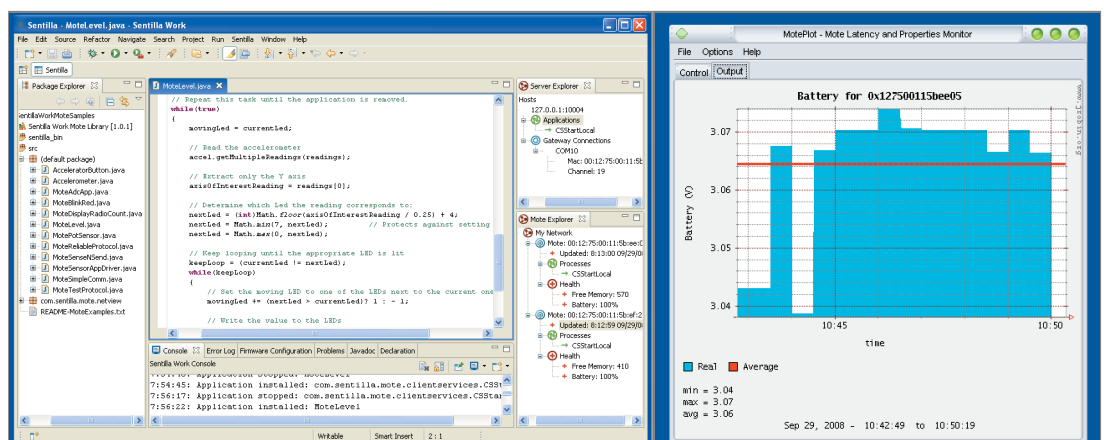 Sentilla - MoteLevel.java - Sentilla Work
File Edit Source Refactor Navigate Search Project Run Sentilla Window Help
Sentilla
Package Explorer
SentillaWorkMoteSamples
Sentilla Work Mote Library [1.0.1]
sentilla_bin
src
(default package)
AcceleratorButton.java
Accelerometer.java
MoteAdcApp.java
MoteBlinkRed.java
MoteDisplayRadioCount.java
MoteLevel.java
MotePotSensor.java
MoteReliableProtocol.java
MoteSenseNSend.java
MoteSensorAppDriver.java
MoteSimpleComm.java
MoteTestProtocol.java
com.sentilla.mote.netview
README-MoteExamples.txt
MoteLevel.java
// Repeat this task until the application is removed.
while(true)
{
movingLed = currentLed;
// Read the accelerometer
accel.getMultipleReadings(readings);
// Extract only the Y axis
axisOfInterestReading = readings[0];
// Determine which Led the reading corresponds to:
nextLed = (int)Math.floor(axisOfInterestReading / 0.25) + 4;
nextLed = Math.min(7, nextLed); // Protects against setting
nextLed = Math.max(0, nextLed);
// Keep looping until the appropriate LED is lit
keepLoop = (currentLed != nextLed);
while(keepLoop)
{
// Set the moving LED to one of the LEDs next to the current one
movingLed += (nextLed > currentLed)? 1 : - 1;
// Write the value to the LEDs
Console Error Log Firmware Configuration Problems Javadoc Declaration
Sentilla Work Console
7:54:45: Application stopped: MoteLevel
7:54:45: Application installed: com.sentilla.mote.clientservices.CSSt
7:56:17: Application stopped: com.sentilla.mote.clientservices.CSSta
7:56:22: Application installed: MoteLevel
Writable Smart Insert 2 : 1
Server Explorer
Hosts
127.0.0.1:10004
Applications
CSStartLocal
Gateway Connections
COM10
Mac: 00:12:75:00:11:5b
Channel: 19
Mote Explorer
My Network
Mote: 00:12:75:00:11:5b:ee:0
Updated: 8:13:00 09/29/0
Processes
CSStartLocal
Health
Free Memory: 570
Battery: 100%
Mote: 00:12:75:00:11:5b:ef:2
Updated: 8:12:59 09/29/0
Processes
CSStartLocal
Health
Free Memory: 410
Battery: 100%
MotePlot - Mote Latency and Properties Monitor
File Options Help
Control Output
Battery for 0x127500115bee05
www.jrobin.org
Battery (V)
3.07
3.06
3.05
3.04
10:45 10:50
time
Real Average
min = 3.04
max = 3.07
avg = 3.06
Sep 29, 2008 - 10:42:49 to 10:50:19